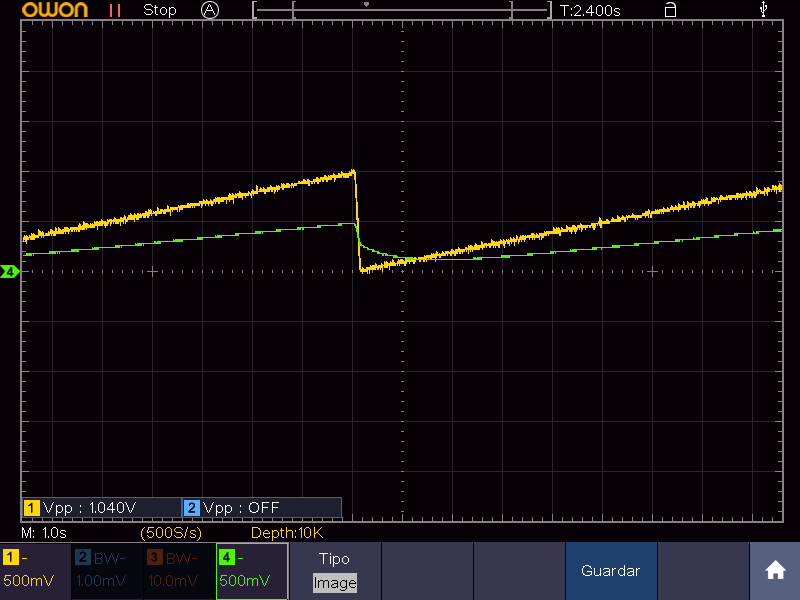 OWON Stop A T:2.400s
4
1 Vpp : 1.040V 2 Vpp : OFF
M: 1.0s (500S/s) Depth:10K
1 - 2 BW- 3 BW- 4 - Tipo
500mV 1.00mV 10.0mV 500mV Image Guardar